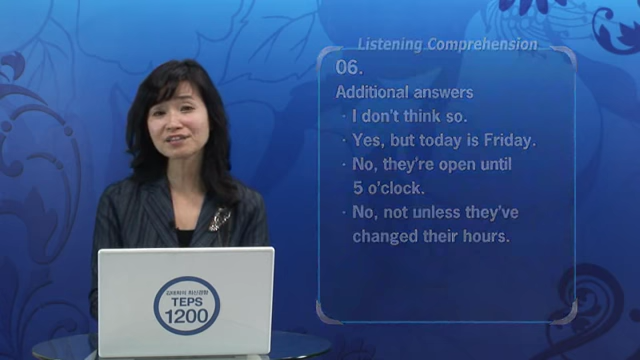 Listening Comprehension
06.
Additional answers
· I don't think so.
· Yes, but today is Friday.
· No, they're open until
5 o'clock.
· No, not unless they've
changed their hours.
TEPS
1200